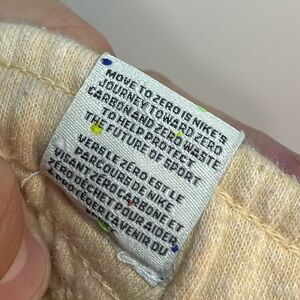 MOVE TO ZERO IS NIKE'S
JOURNEY TOWARD ZERO
CARBON AND ZERO WASTE
TO HELP PROTECT
THE FUTURE OF SPORT
VERS LE ZÉRO EST LE
PARCOURS DE NIKE
VISANT ZÉRO CARBONE ET
ZÉRO DÉCHET POUR AIDER